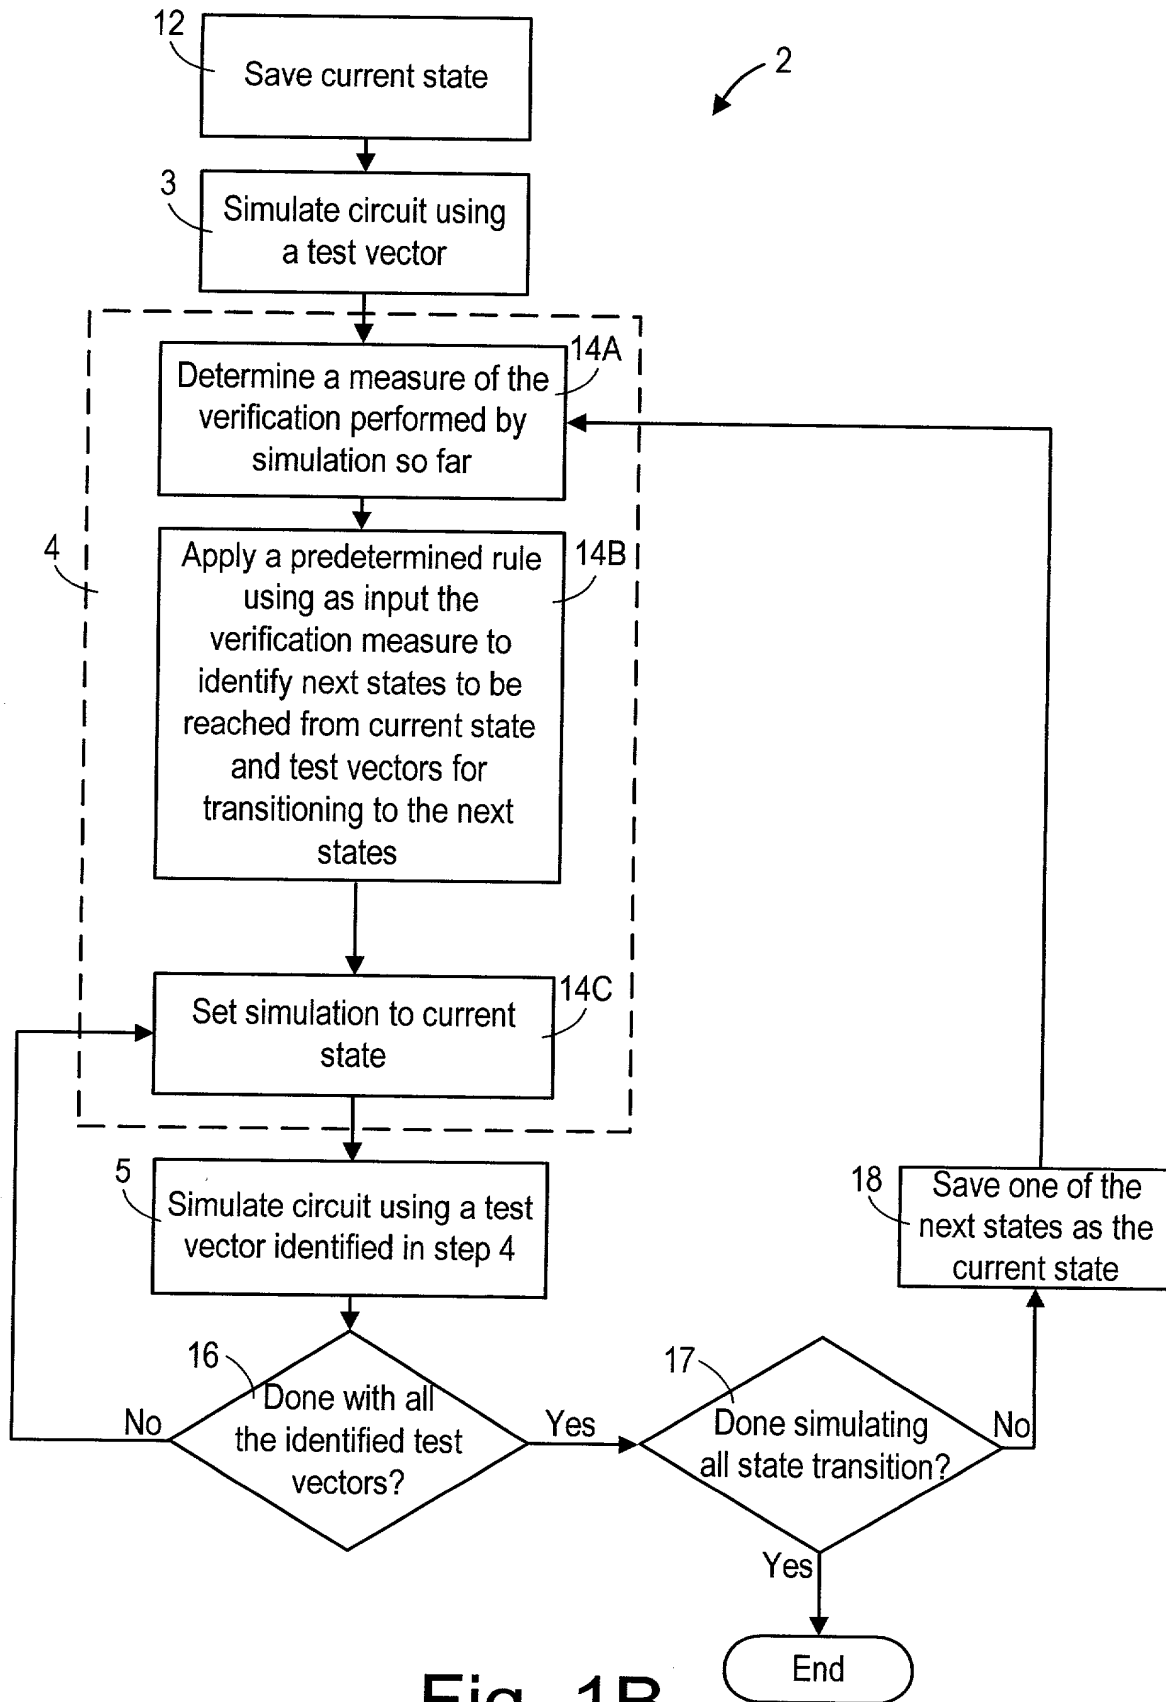 12
Save current state
2
3
Simulate circuit using
a test vector
14A
Determine a measure of the
verification performed by
simulation so far
4
14B
Apply a predetermined rule
using as input the
verification measure to
identify next states to be
reached from current state
and test vectors for
transitioning to the next
states
14C
Set simulation to current
state
5
Simulate circuit using a test
vector identified in step 4
18
Save one of the
next states as the
current state
16
Done with all
the identified test
vectors?
No
Yes
17
Done simulating
all state transition?
No
Yes
End
Fig. 1B